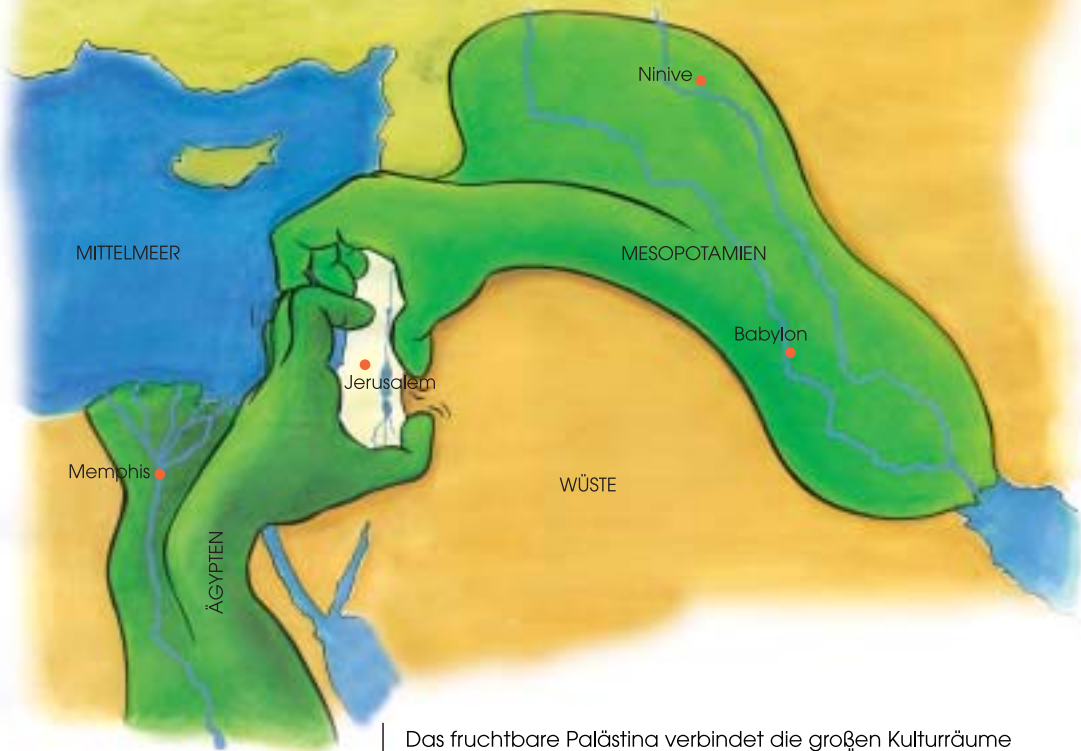 Ninive
MITTELMEER
MESOPOTAMIEN
Babylon
Jerusalem
Memphis
WÜSTE
ÄGYPTEN
Das fruchtbare Palästina verbindet die großen Kulturräume